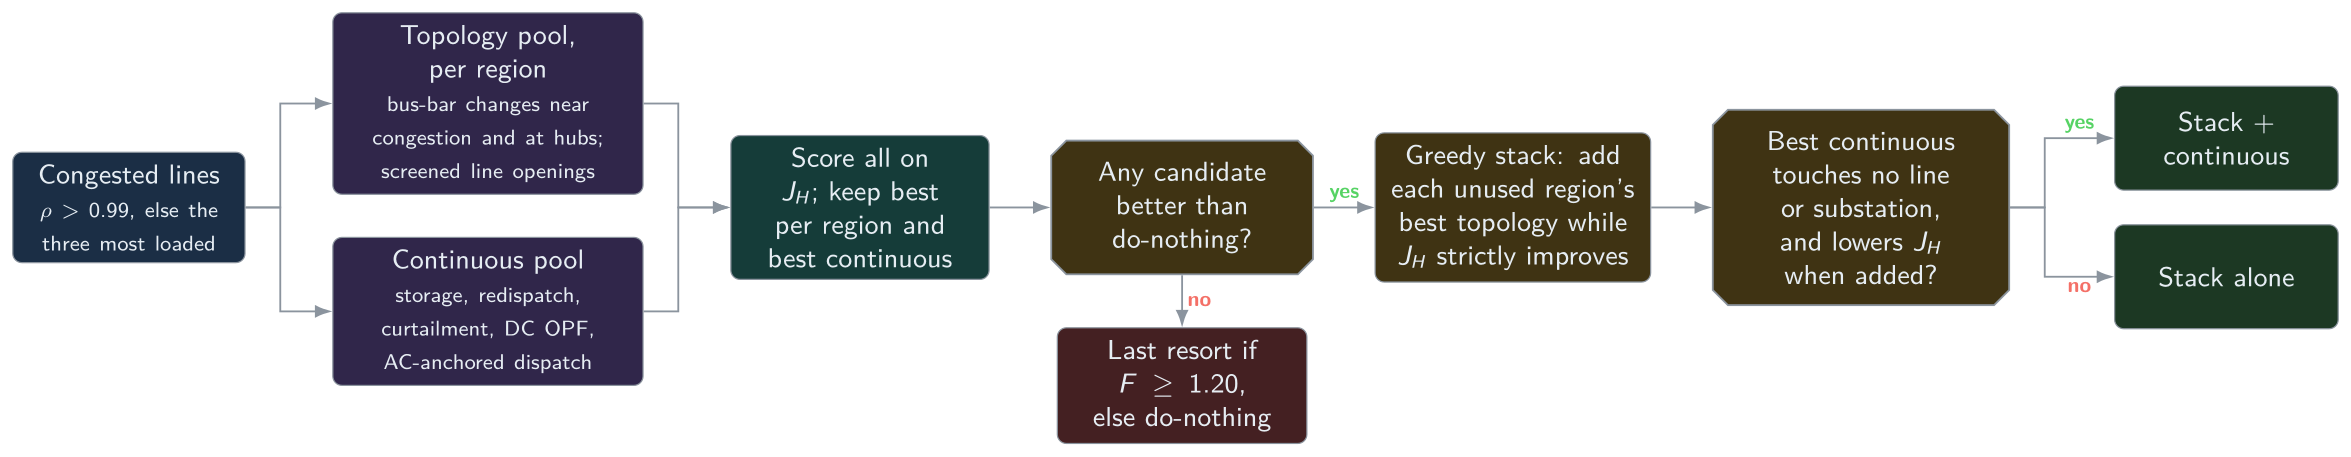 Congested lines
ρ > 0.99, else the
three most loaded
Topology pool,
per region
bus-bar changes near
congestion and at hubs;
screened line openings
Continuous pool
storage, redispatch,
curtailment, DC OPF,
AC-anchored dispatch
Score all on
J_H; keep best
per region and
best continuous
Any candidate
better than
do-nothing?
yes
no
Last resort if
F ≥ 1.20,
else do-nothing
Greedy stack: add
each unused region's
best topology while
J_H strictly improves
Best continuous
touches no line
or substation,
and lowers J_H
when added?
yes
Stack +
continuous
no
Stack alone